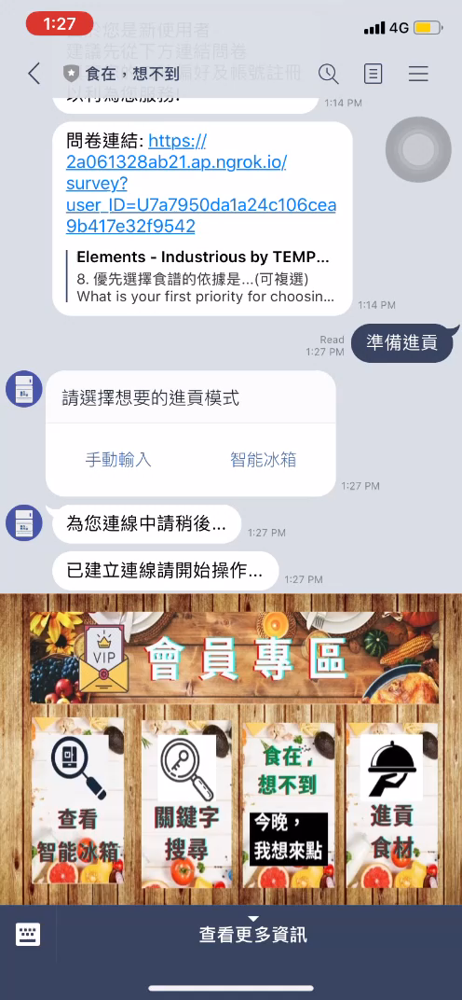 1:27
4G
您是新使用者
建議先從下方連結問卷
好及帳號註冊
食在，想不到
以利為您服務!
1:14 PM
問卷連結: https://
2a061328ab21.ap.ngrok.io/
survey?
user_ID=U7a7950da1a24c106cea
9b417e32f9542
Elements - Industrious by TEMP...
8. 優先選擇食譜的依據是...(可複選)
What is your first priority for choosin...
1:14 PM
Read
1:27 PM
準備進貢
請選擇想要的進貢模式
手動輸入
智能冰箱
1:27 PM
為您連線中請稍後...
1:27 PM
已建立連線請開始操作...
1:27 PM
VIP
會員專區
查看
智能冰箱
關鍵字
搜尋
食在，
想不到
今晚，
我想來點
進貢
食材
查看更多資訊